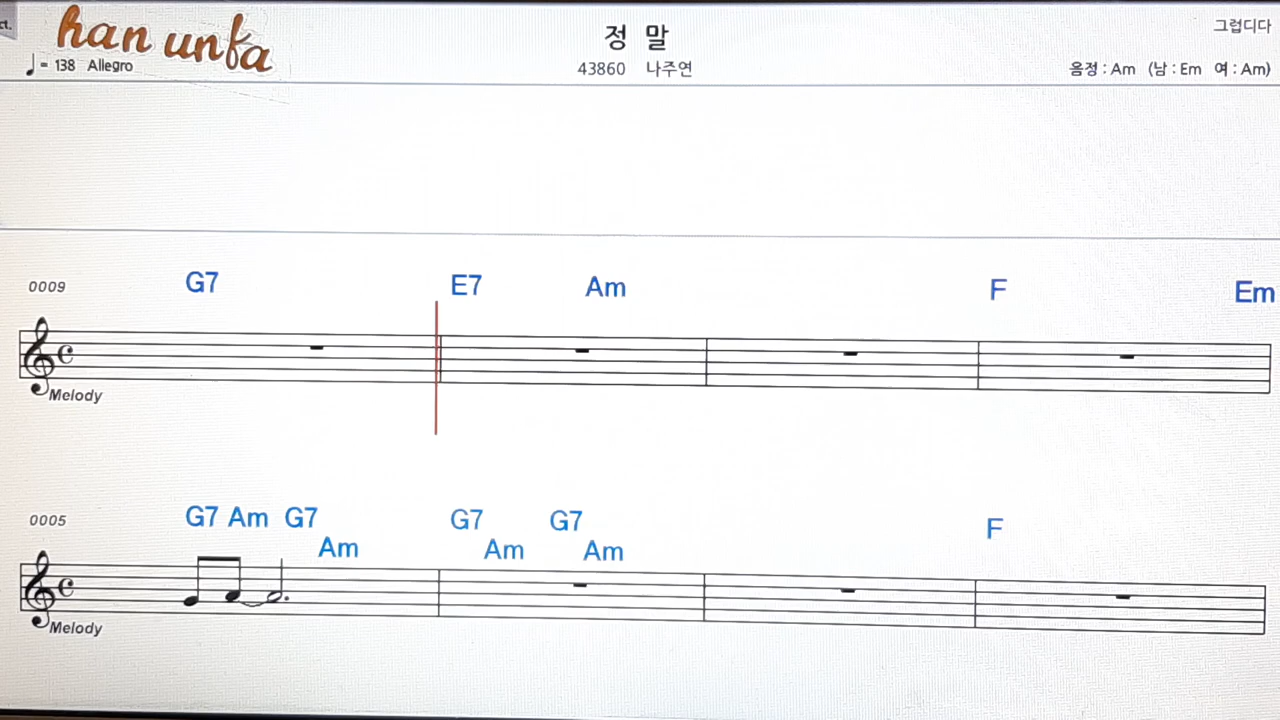 ct.
han unfa
정 말
그럽디다
♩ = 138 Allegro
43860 나주연
음정 : Am (남 : Em 여 : Am)
0009 G7 E7 Am F Em
Melody
0005 G7 Am G7 Am G7 Am G7 Am F
Melody